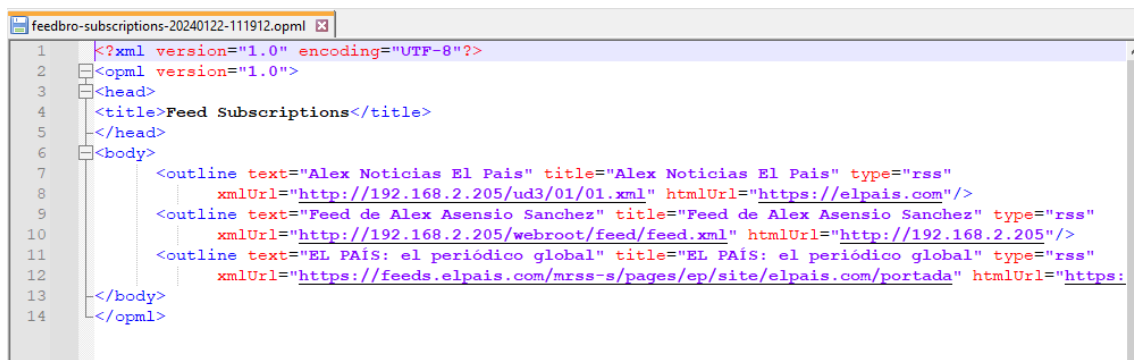 feedbro-subscriptions-20240122-111912.opml
1 <?xml version="1.0" encoding="UTF-8"?>
2 <opml version="1.0">
3 <head>
4 <title>Feed Subscriptions</title>
5 </head>
6 <body>
7 <outline text="Alex Noticias El Pais" title="Alex Noticias El Pais" type="rss"
8 xmlUrl="http://192.168.2.205/ud3/01/01.xml" htmlUrl="https://elpais.com"/>
9 <outline text="Feed de Alex Asensio Sanchez" title="Feed de Alex Asensio Sanchez" type="rss"
10 xmlUrl="http://192.168.2.205/webroot/feed/feed.xml" htmlUrl="http://192.168.2.205"/>
11 <outline text="EL PAÍS: el periódico global" title="EL PAÍS: el periódico global" type="rss"
12 xmlUrl="https://feeds.elpais.com/mrss-s/pages/ep/site/elpais.com/portada" htmlUrl="https:
13 </body>
14 </opml>